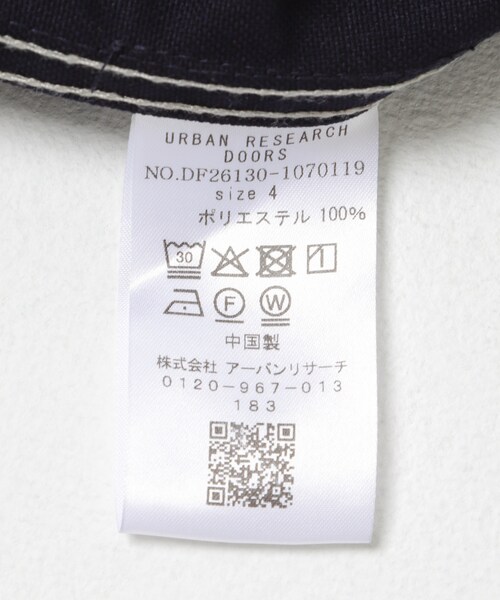 URBAN RESEARCH
DOORS
NO.DF26130-1070119
size 4
ポリエステル 100%
30
F W
中国製
株式会社 アーバンリサーチ
0120-967-013
183